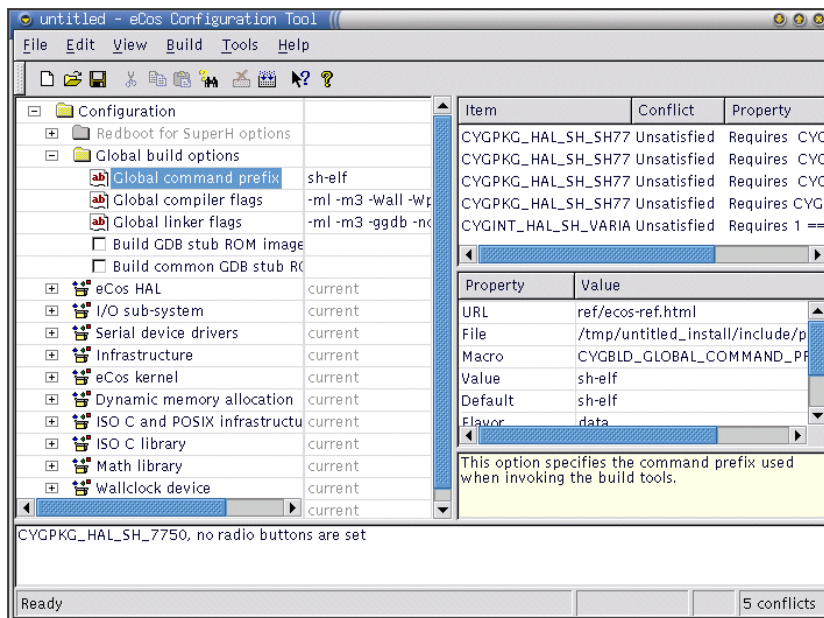 untitled - eCos Configuration Tool
File Edit View Build Tools Help
Configuration
Redboot for SuperH options
Global build options
Global command prefix sh-elf
Global compiler flags -ml -m3 -Wall -Wp
Global linker flags -ml -m3 -ggdb -no
Build GDB stub ROM image
Build common GDB stub RO
eCos HAL current
I/O sub-system current
Serial device drivers current
Infrastructure current
eCos kernel current
Dynamic memory allocation current
ISO C and POSIX infrastructu current
ISO C library current
Math library current
Wallclock device current
current
Item Conflict Property
CYGPKG_HAL_SH_SH77 Unsatisfied Requires CYG
CYGPKG_HAL_SH_SH77 Unsatisfied Requires CYG
CYGPKG_HAL_SH_SH77 Unsatisfied Requires CYG
CYGPKG_HAL_SH_SH77 Unsatisfied Requires CYG
CYGINT_HAL_SH_VARIA Unsatisfied Requires 1 ==
Property Value
URL ref/ecos-ref.html
File /tmp/untitled_install/include/p
Macro CYGBLD_GLOBAL_COMMAND_PR
Value sh-elf
Default sh-elf
Flavor data
This option specifies the command prefix used
when invoking the build tools.
CYGPKG_HAL_SH_7750, no radio buttons are set
Ready 5 conflicts